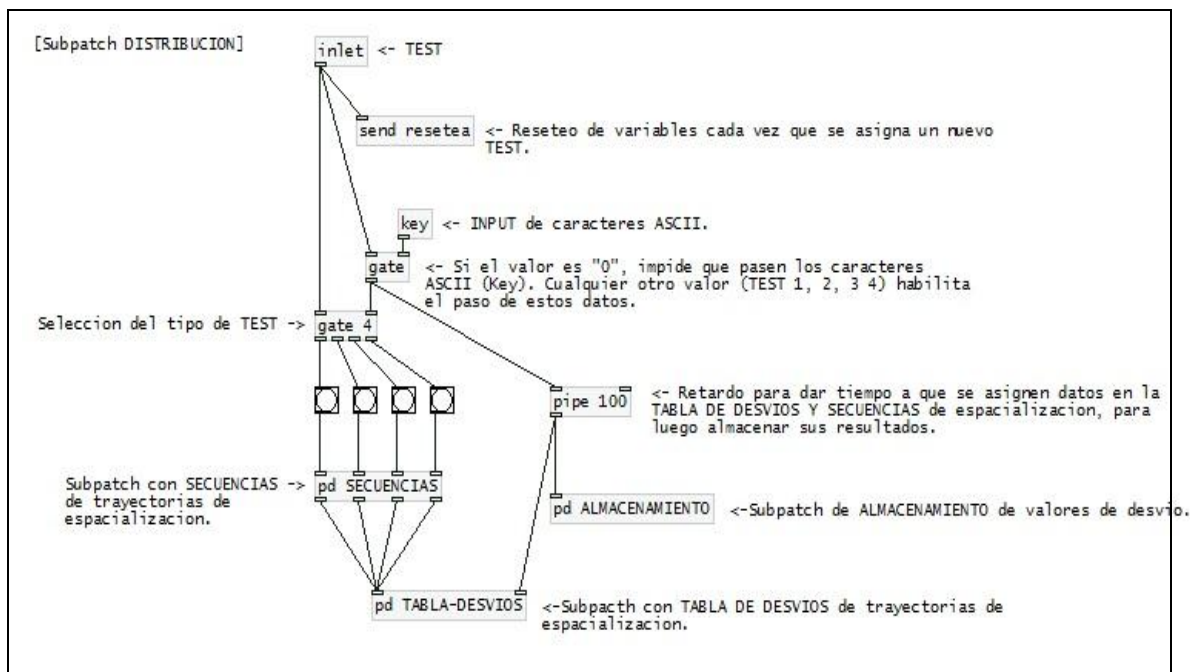 [Subpatch DISTRIBUCION]
inlet <- TEST
send resetea <- Reseteo de variables cada vez que se asigna un nuevo
TEST.
key <- INPUT de caracteres ASCII.
gate <- Si el valor es "0", impide que pasen los caracteres
ASCII (Key). Cualquier otro valor (TEST 1, 2, 3 4) habilita
el paso de estos datos.
Seleccion del tipo de TEST -> gate 4
pipe 100 <- Retardo para dar tiempo a que se asignen datos en la
TABLA DE DESVIOS Y SECUENCIAS de espacializacion, para
luego almacenar sus resultados.
Subpatch con SECUENCIAS -> pd SECUENCIAS
de trayectorias de
espacializacion.
pd ALMACENAMIENTO <-Subpatch de ALMACENAMIENTO de valores de desvio.
pd TABLA-DESVIOS <-Subpacth con TABLA DE DESVIOS de trayectorias de
espacializacion.